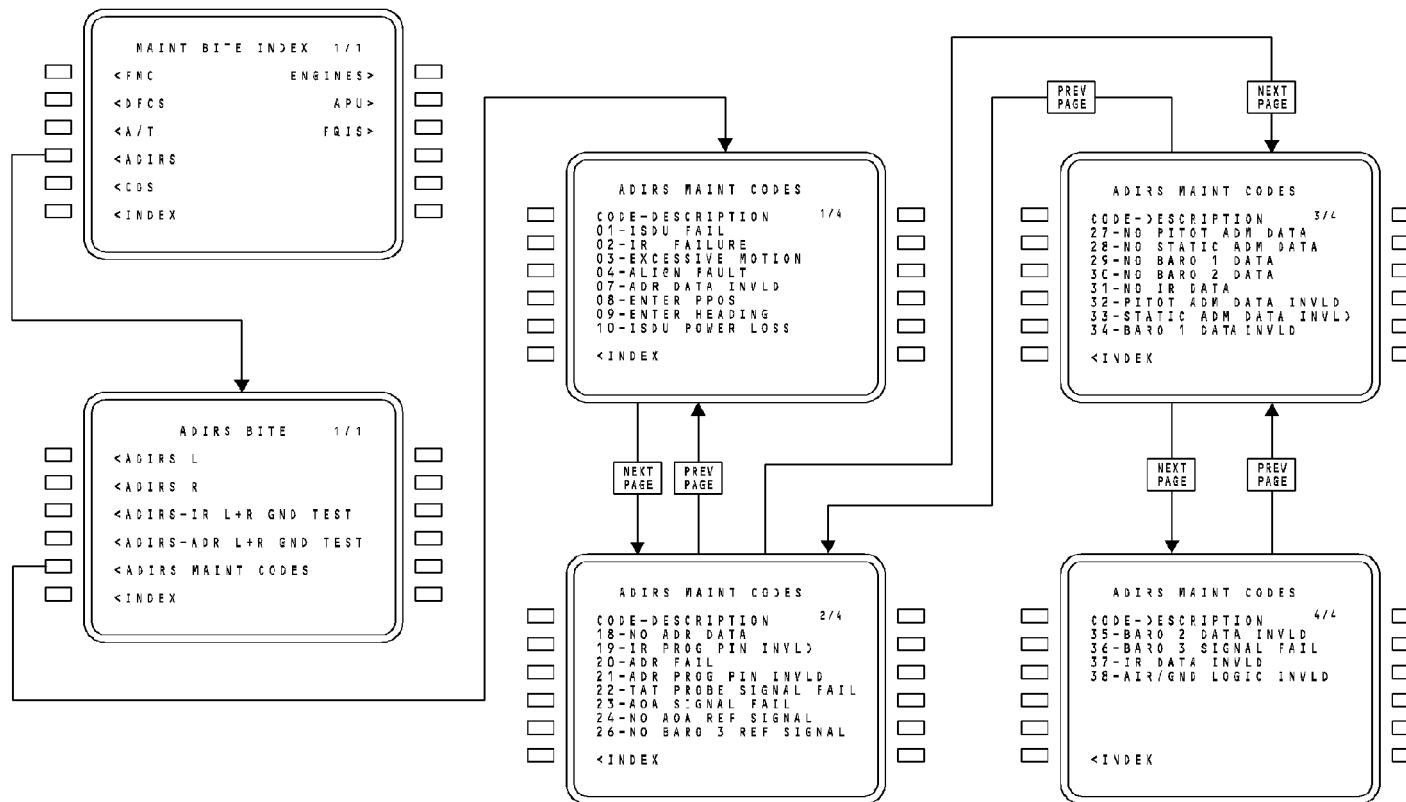 MAINT BITE INDEX 1/1
<FMC ENGINES>
<DFCS APU>
<A/T FQIS>
<ADIRS
<CDS
<INDEX
ADIRS BITE 1/1
<ADIRS L
<ADIRS R
<ADIRS-IR L+R GND TEST
<ADIRS-ADR L+R GND TEST
<ADIRS MAINT CODES
<INDEX
ADIRS MAINT CODES
CODE-DESCRIPTION 1/4
01-ISDU FAIL
02-IR FAILURE
03-EXCESSIVE MOTION
04-ALIGN FAULT
07-ADR DATA INVLD
08-ENTER PPOS
09-ENTER HEADING
10-ISDU POWER LOSS
<INDEX
NEXT PAGE
PREV PAGE
ADIRS MAINT CODES
CODE-DESCRIPTION 2/4
18-NO ADR DATA
19-IR PROG PIN INVLD
20-ADR FAIL
21-ADR PROG PIN INVLD
22-TAT PROBE SIGNAL FAIL
23-AOA SIGNAL FAIL
24-NO AOA REF SIGNAL
26-NO BARO 3 REF SIGNAL
<INDEX
PREV PAGE
NEXT PAGE
ADIRS MAINT CODES
CODE-DESCRIPTION 3/4
27-NO PITOT ADM DATA
28-NO STATIC ADM DATA
29-NO BARO 1 DATA
30-NO BARO 2 DATA
31-NO IR DATA
32-PITOT ADM DATA INVLD
33-STATIC ADM DATA INVLD
34-BARO 1 DATA INVLD
<INDEX
NEXT PAGE
PREV PAGE
ADIRS MAINT CODES
CODE-DESCRIPTION 4/4
35-BARO 2 DATA INVLD
36-BARO 3 SIGNAL FAIL
37-IR DATA INVLD
38-AIR/GND LOGIC INVLD
<INDEX